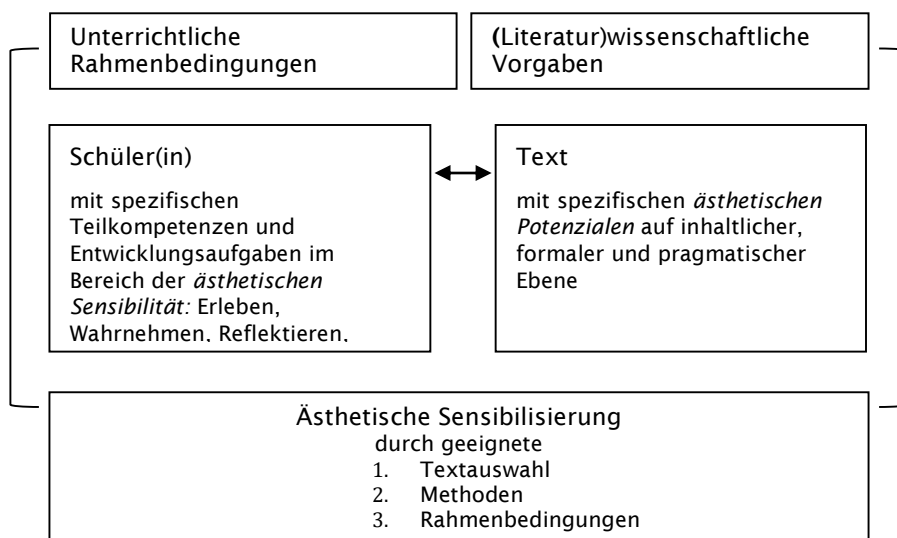 Unterrichtliche
Rahmenbedingungen
(Literatur)wissenschaftliche
Vorgaben
Schüler(in)
mit spezifischen
Teilkompetenzen und
Entwicklungsaufgaben im
Bereich der ästhetischen
Sensibilität: Erleben,
Wahrnehmen, Reflektieren,
Text
mit spezifischen ästhetischen
Potenzialen auf inhaltlicher,
formaler und pragmatischer
Ebene
Ästhetische Sensibilisierung
durch geeignete
1. Textauswahl
2. Methoden
3. Rahmenbedingungen